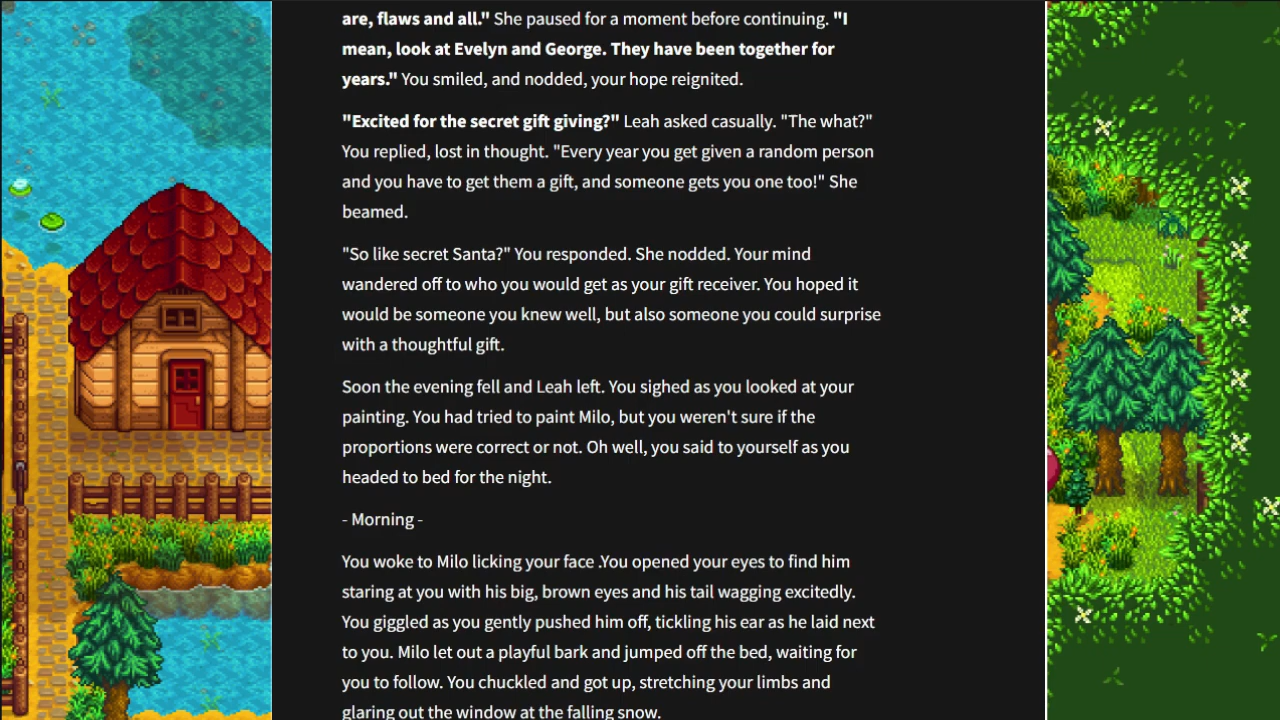 are, flaws and all." She paused for a moment before continuing. "I
mean, look at Evelyn and George. They have been together for
years." You smiled, and nodded, your hope reignited.
"Excited for the secret gift giving?" Leah asked casually. "The what?"
You replied, lost in thought. "Every year you get given a random person
and you have to get them a gift, and someone gets you one too!" She
beamed.
"So like secret Santa?" You responded. She nodded. Your mind
wandered off to who you would get as your gift receiver. You hoped it
would be someone you knew well, but also someone you could surprise
with a thoughtful gift.
Soon the evening fell and Leah left. You sighed as you looked at your
painting. You had tried to paint Milo, but you weren't sure if the
proportions were correct or not. Oh well, you said to yourself as you
headed to bed for the night.
- Morning -
You woke to Milo licking your face .You opened your eyes to find him
staring at you with his big, brown eyes and his tail wagging excitedly.
You giggled as you gently pushed him off, tickling his ear as he laid next
to you. Milo let out a playful bark and jumped off the bed, waiting for
you to follow. You chuckled and got up, stretching your limbs and
glaring out the window at the falling snow.